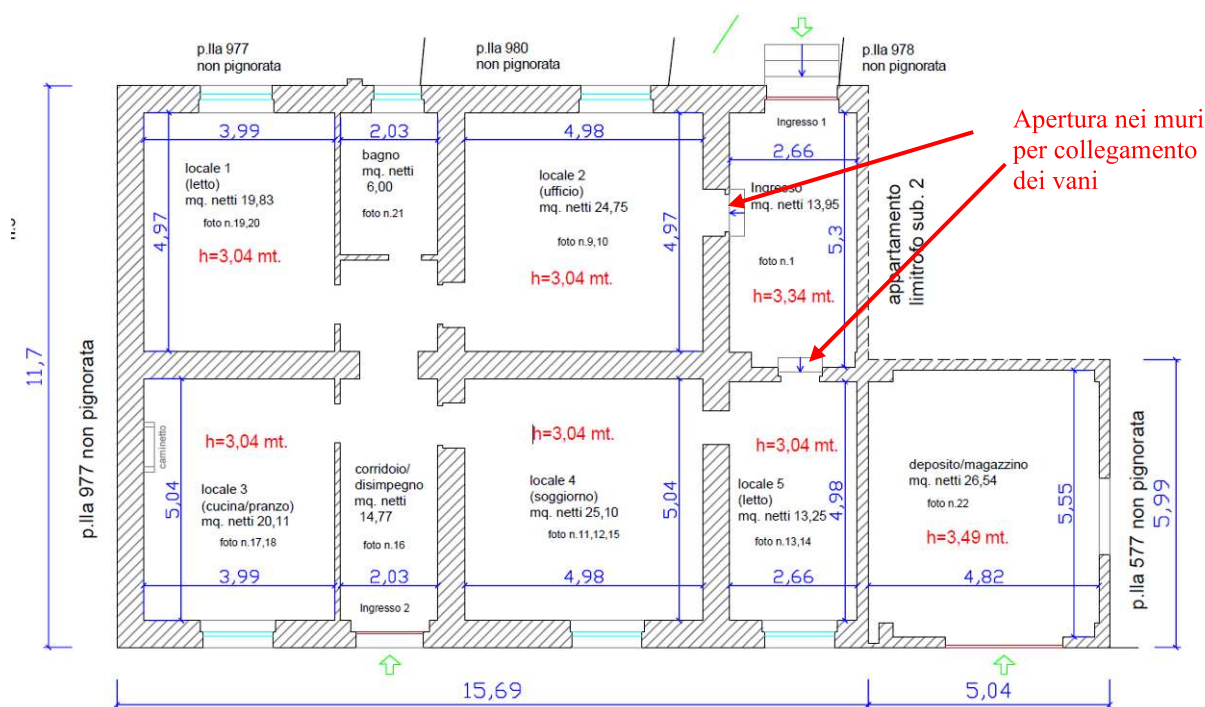 p.lla 977
non pignorata
p.lla 980
non pignorata
p.lla 978
non pignorata
Apertura nei muri
per collegamento
dei vani
3,99
2,03
4,98
Ingresso 1
2,66
locale 1
(letto)
mq. netti 19,83
foto n.19,20
h=3,04 mt.
4,97
bagno
mq. netti
6,00
foto n.21
locale 2
(ufficio)
mq. netti 24,75
foto n.9,10
h=3,04 mt.
4,97
Ingresso
mq. netti 13,95
foto n.1
h=3,34 mt.
5,3
appartamento
limitrofo sub. 2
11,7
p.lla 977 non pignorata
caminetto
h=3,04 mt.
5,04
locale 3
(cucina/pranzo)
mq. netti 20,11
foto n.17,18
3,99
corridoio/
disimpegno
mq. netti
14,77
foto n.16
2,03
Ingresso 2
h=3,04 mt.
locale 4
(soggiorno)
mq. netti 25,10
foto n.11,12,15
5,04
4,98
h=3,04 mt.
locale 5
(letto)
mq. netti 13,25
foto n.13,14
4,98
2,66
deposito/magazzino
mq. netti 26,54
foto n.22
h=3,49 mt.
5,55
4,82
5,99
p.lla 577 non pignorata
15,69
5,04